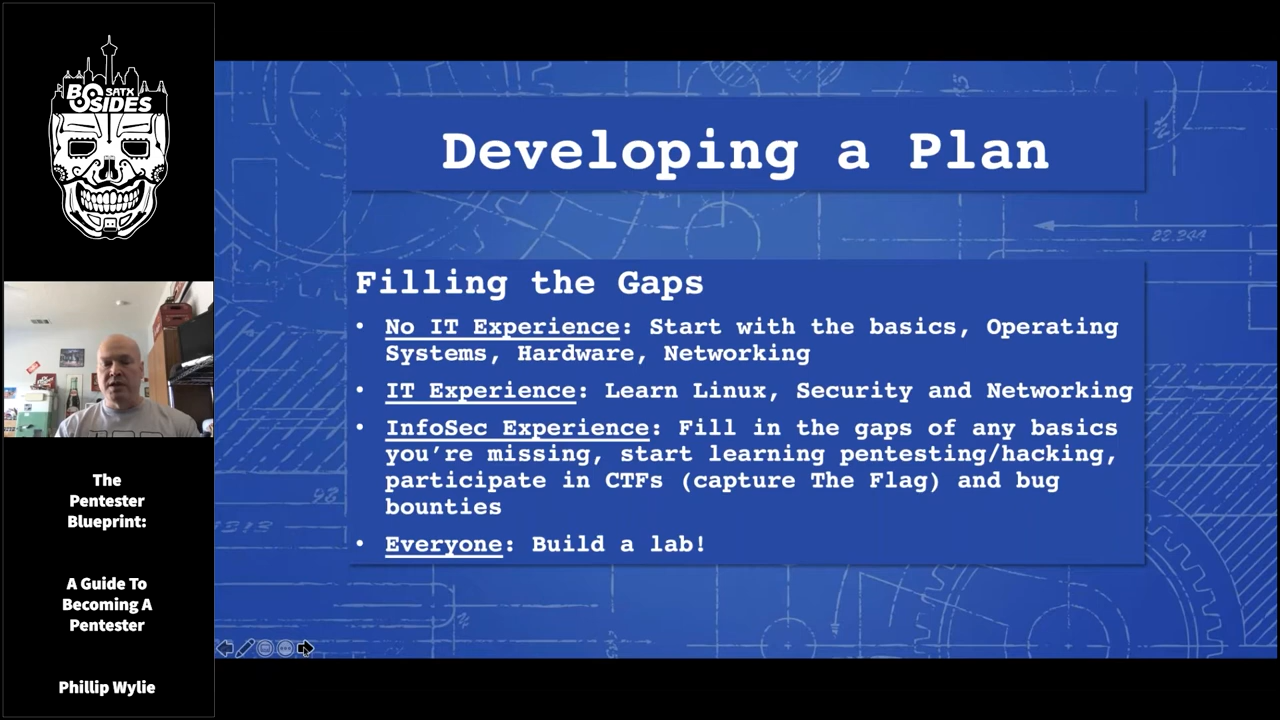 BSIDES
SATX
The
Pentester
Blueprint:
A Guide To
Becoming A
Pentester
Phillip Wylie
Developing a Plan
Filling the Gaps
• No IT Experience: Start with the basics, Operating
Systems, Hardware, Networking
• IT Experience: Learn Linux, Security and Networking
• InfoSec Experience: Fill in the gaps of any basics
you're missing, start learning pentesting/hacking,
participate in CTFs (capture The Flag) and bug
bounties
• Everyone: Build a lab!
22.344